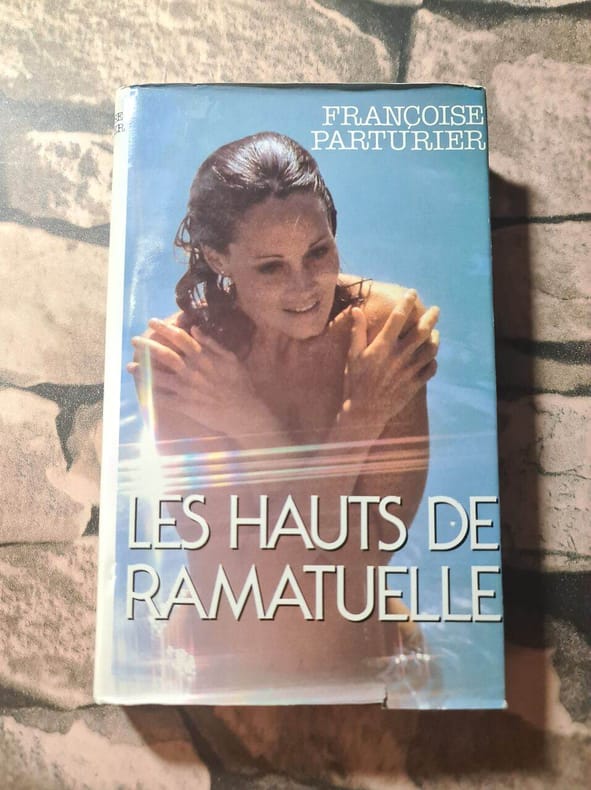 FRANÇOISE
PARTURIER
LES HAUTS DE
RAMATUELLE